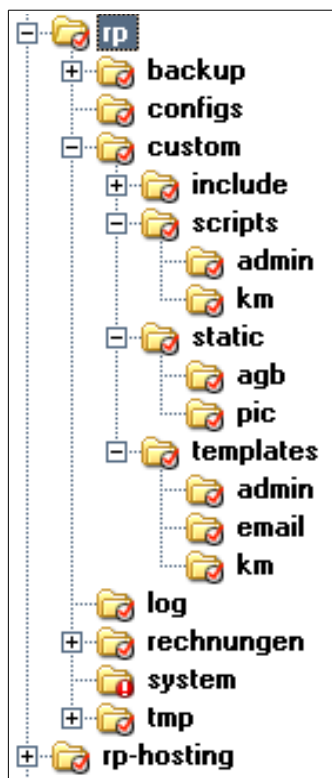 rp
backup
configs
custom
include
scripts
admin
km
static
agb
pic
templates
admin
email
km
log
rechnungen
system
tmp
rp-hosting